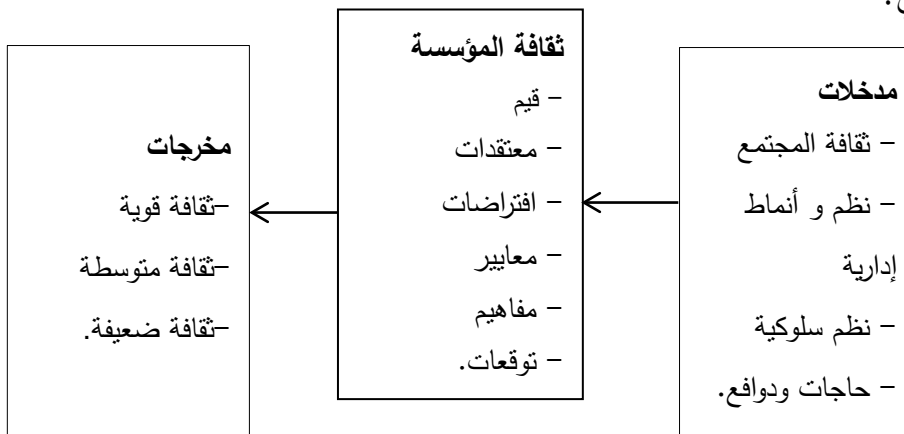 مدخلات
– ثقافة المجتمع
– نظم و أنماط
إدارية
– نظم سلوكية
– حاجات ودوافع.
ثقافة المؤسسة
– قيم
– معتقدات
– افتراضات
– معايير
– مفاهيم
– توقعات.
مخرجات
–ثقافة قوية
–ثقافة متوسطة
–ثقافة ضعيفة.